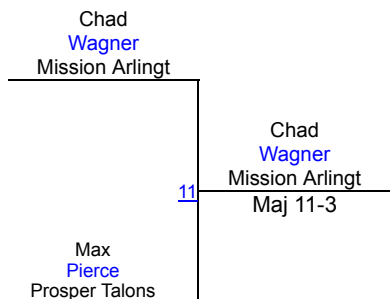 Chad
Wagner
Mission Arlingt
Chad
Wagner
Mission Arlingt
11
Maj 11-3
Max
Pierce
Prosper Talons